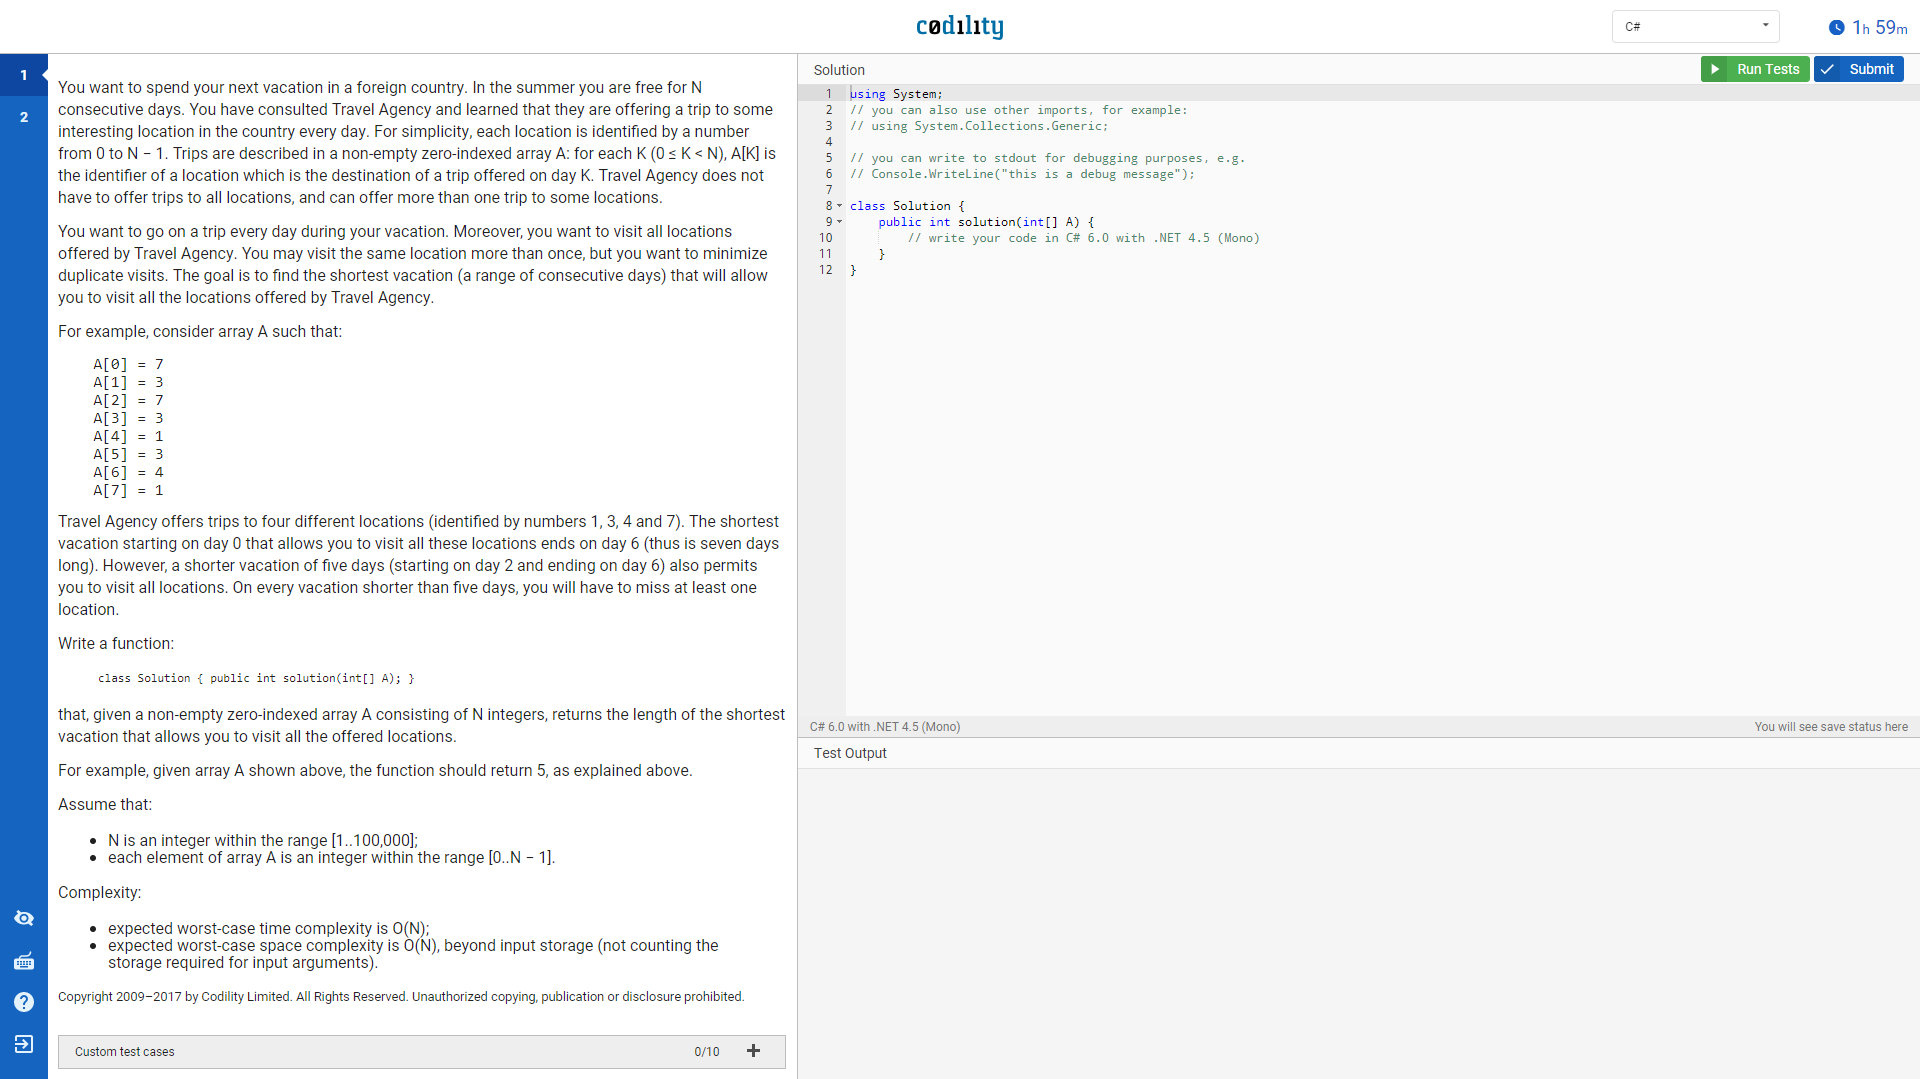 codility
C#
1h 59m
1
2
You want to spend your next vacation in a foreign country. In the summer you are free for N
consecutive days. You have consulted Travel Agency and learned that they are offering a trip to some
interesting location in the country every day. For simplicity, each location is identified by a number
from 0 to N − 1. Trips are described in a non-empty zero-indexed array A: for each K (0 ≤ K < N), A[K] is
the identifier of a location which is the destination of a trip offered on day K. Travel Agency does not
have to offer trips to all locations, and can offer more than one trip to some locations.
You want to go on a trip every day during your vacation. Moreover, you want to visit all locations
offered by Travel Agency. You may visit the same location more than once, but you want to minimize
duplicate visits. The goal is to find the shortest vacation (a range of consecutive days) that will allow
you to visit all the locations offered by Travel Agency.
For example, consider array A such that:
A[0] = 7
A[1] = 3
A[2] = 7
A[3] = 3
A[4] = 1
A[5] = 3
A[6] = 4
A[7] = 1
Travel Agency offers trips to four different locations (identified by numbers 1, 3, 4 and 7). The shortest
vacation starting on day 0 that allows you to visit all these locations ends on day 6 (thus is seven days
long). However, a shorter vacation of five days (starting on day 2 and ending on day 6) also permits
you to visit all locations. On every vacation shorter than five days, you will have to miss at least one
location.
Write a function:
class Solution { public int solution(int[] A); }
that, given a non-empty zero-indexed array A consisting of N integers, returns the length of the shortest
vacation that allows you to visit all the offered locations.
For example, given array A shown above, the function should return 5, as explained above.
Assume that:
• N is an integer within the range [1..100,000];
• each element of array A is an integer within the range [0..N − 1].
Complexity:
• expected worst-case time complexity is O(N);
• expected worst-case space complexity is O(N), beyond input storage (not counting the
storage required for input arguments).
Copyright 2009–2017 by Codility Limited. All Rights Reserved. Unauthorized copying, publication or disclosure prohibited.
Custom test cases 0/10 +
Solution
Run Tests
Submit
1 using System;
2 // you can also use other imports, for example:
3 // using System.Collections.Generic;
4
5 // you can write to stdout for debugging purposes, e.g.
6 // Console.WriteLine("this is a debug message");
7
8 class Solution {
9 public int solution(int[] A) {
10 // write your code in C# 6.0 with .NET 4.5 (Mono)
11 }
12 }
C# 6.0 with .NET 4.5 (Mono)
You will see save status here
Test Output